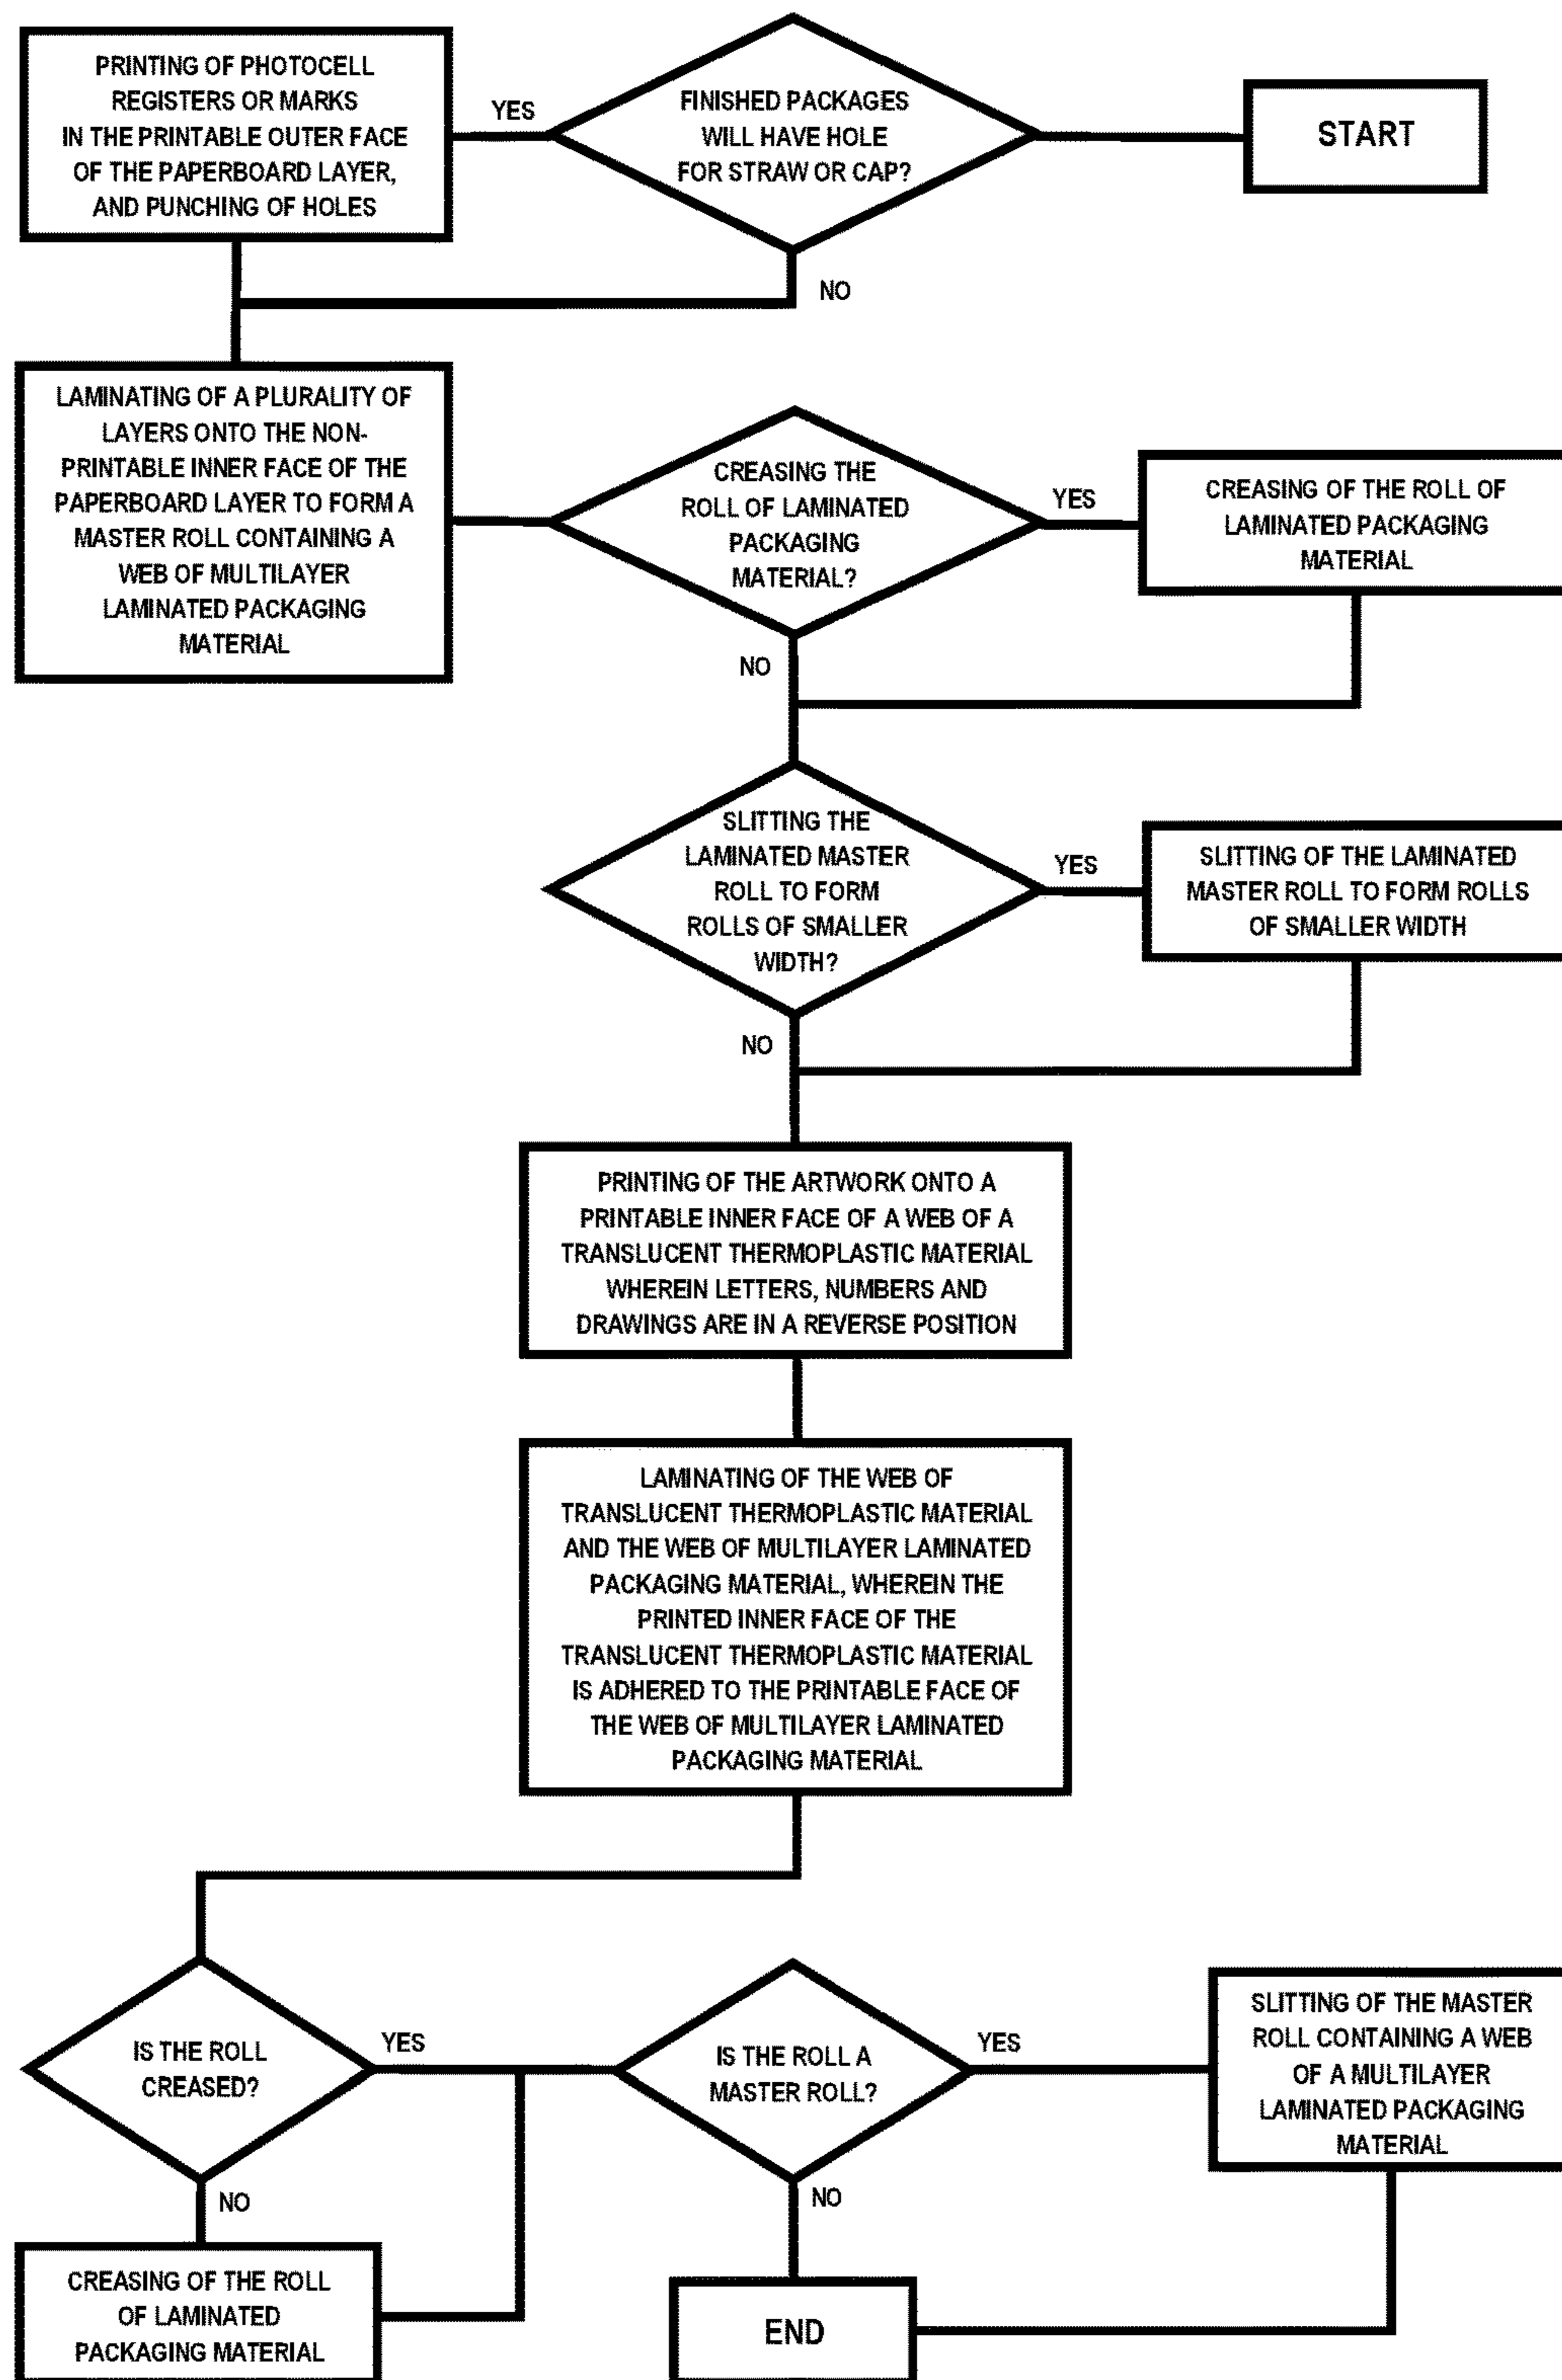 START
FINISHED PACKAGES
WILL HAVE HOLE
FOR STRAW OR CAP?
YES
NO
PRINTING OF PHOTOCELL
REGISTERS OR MARKS
IN THE PRINTABLE OUTER FACE
OF THE PAPERBOARD LAYER,
AND PUNCHING OF HOLES
LAMINATING OF A PLURALITY OF
LAYERS ONTO THE NON-
PRINTABLE INNER FACE OF THE
PAPERBOARD LAYER TO FORM A
MASTER ROLL CONTAINING A
WEB OF MULTILAYER
LAMINATED PACKAGING
MATERIAL
CREASING THE
ROLL OF LAMINATED
PACKAGING
MATERIAL?
YES
NO
CREASING OF THE ROLL OF
LAMINATED PACKAGING
MATERIAL
SLITTING THE
LAMINATED MASTER
ROLL TO FORM
ROLLS OF SMALLER
WIDTH?
YES
NO
SLITTING OF THE LAMINATED
MASTER ROLL TO FORM ROLLS
OF SMALLER WIDTH
PRINTING OF THE ARTWORK ONTO A
PRINTABLE INNER FACE OF A WEB OF A
TRANSLUCENT THERMOPLASTIC MATERIAL
WHEREIN LETTERS, NUMBERS AND
DRAWINGS ARE IN A REVERSE POSITION
LAMINATING OF THE WEB OF
TRANSLUCENT THERMOPLASTIC MATERIAL
AND THE WEB OF MULTILAYER LAMINATED
PACKAGING MATERIAL, WHEREIN THE
PRINTED INNER FACE OF THE
TRANSLUCENT THERMOPLASTIC MATERIAL
IS ADHERED TO THE PRINTABLE FACE OF
THE WEB OF MULTILAYER LAMINATED
PACKAGING MATERIAL
IS THE ROLL
CREASED?
YES
NO
CREASING OF THE ROLL
OF LAMINATED
PACKAGING MATERIAL
IS THE ROLL A
MASTER ROLL?
YES
NO
SLITTING OF THE MASTER
ROLL CONTAINING A WEB
OF A MULTILAYER
LAMINATED PACKAGING
MATERIAL
END